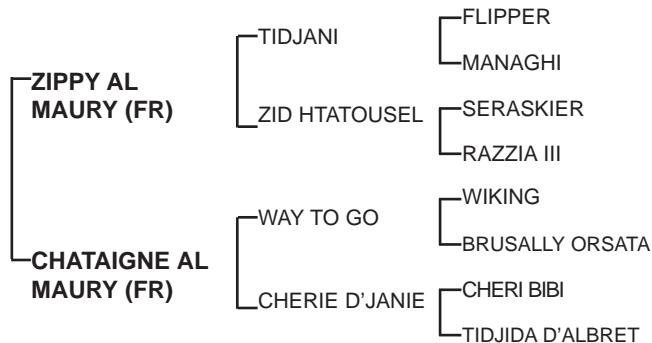 FLIPPER
TIDJANI
MANAGHI
ZIPPY AL
MAURY (FR)
SERASKIER
ZID HTATOUSEL
RAZZIA III
WIKING
WAY TO GO
BRUSALLY ORSATA
CHATAIGNE AL
MAURY (FR)
CHERI BIBI
CHERIE D'JANIE
TIDJIDA D'ALBRET